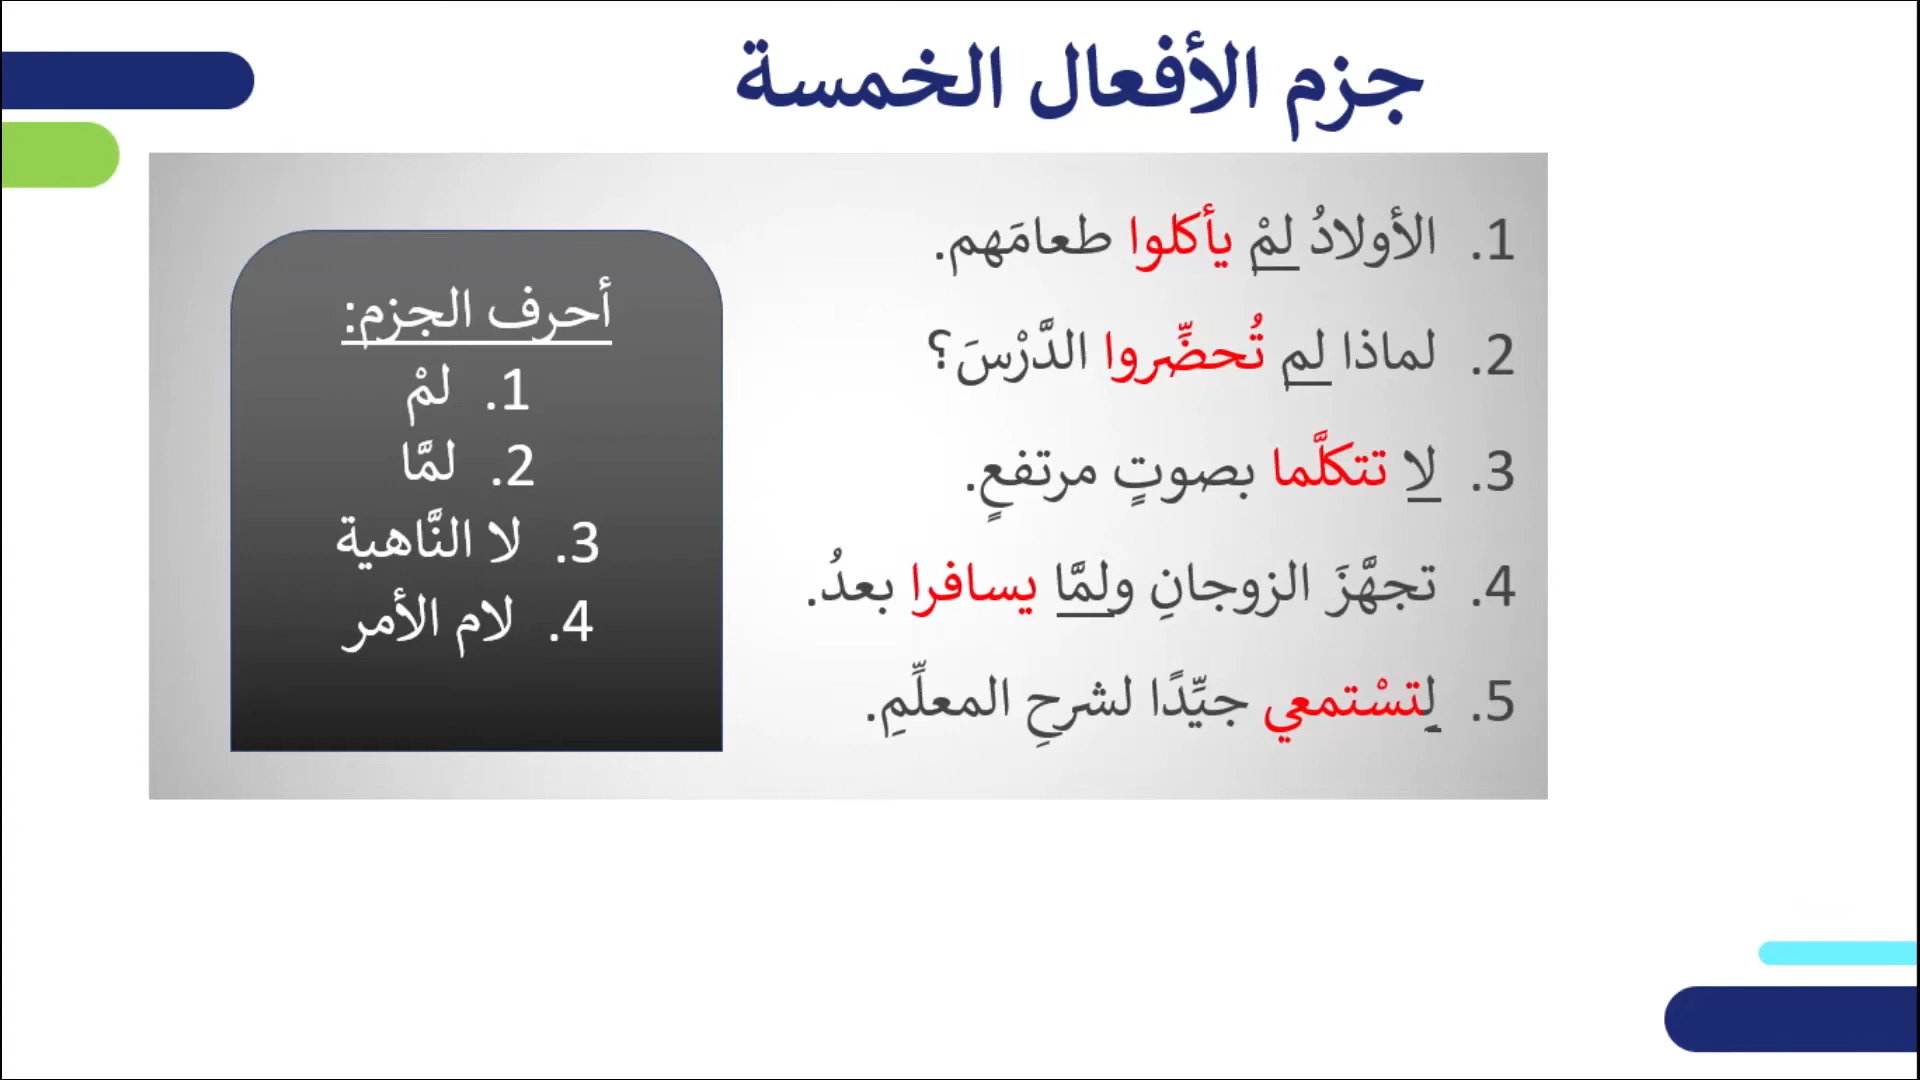 جزم الأفعال الخمسة
1. الأولادُ لمْ يأكلوا طعامَهم.
2. لماذا لم تُحضِّروا الدَّرْسَ؟
3. لا تتكلَّما بصوتٍ مرتفعٍ.
4. تجهَّزَ الزوجانِ ولمَّا يسافرا بعدُ.
5. لِتسْتمعي جيِّدًا لشرحِ المعلِّمِ.
أحرف الجزم:
1. لمْ
2. لمَّا
3. لا النَّاهية
4. لام الأمر